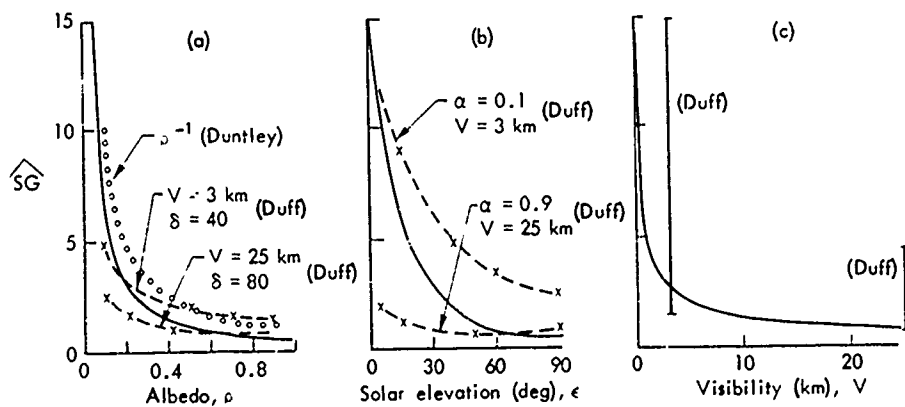 15
10
5
0
SG
(a)
ρ⁻¹ (Duntley)
V - 3 km
δ = 40
(Duff)
V = 25 km
δ = 80
(Duff)
0.4
0.8
Albedo, ρ
(b)
α = 0.1
V = 3 km
(Duff)
α = 0.9
V = 25 km
(Duff)
0
30
60
90
Solar elevation (deg), ε
(c)
(Duff)
(Duff)
0
10
20
Visibility (km), V